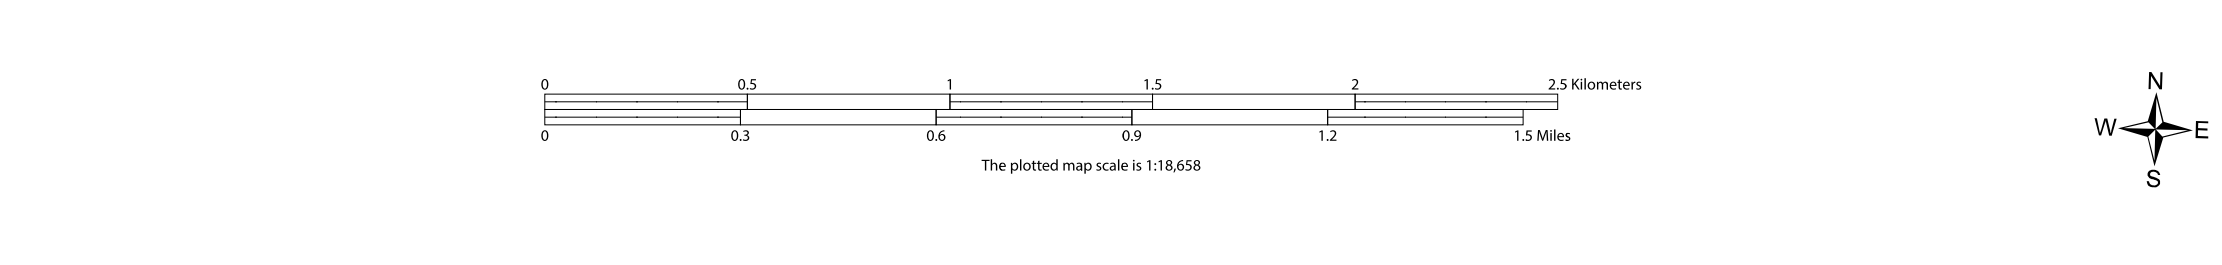 0 0.5 1 1.5 2 2.5 Kilometers
0 0.3 0.6 0.9 1.2 1.5 Miles
The plotted map scale is 1:18,658
N
W E
S